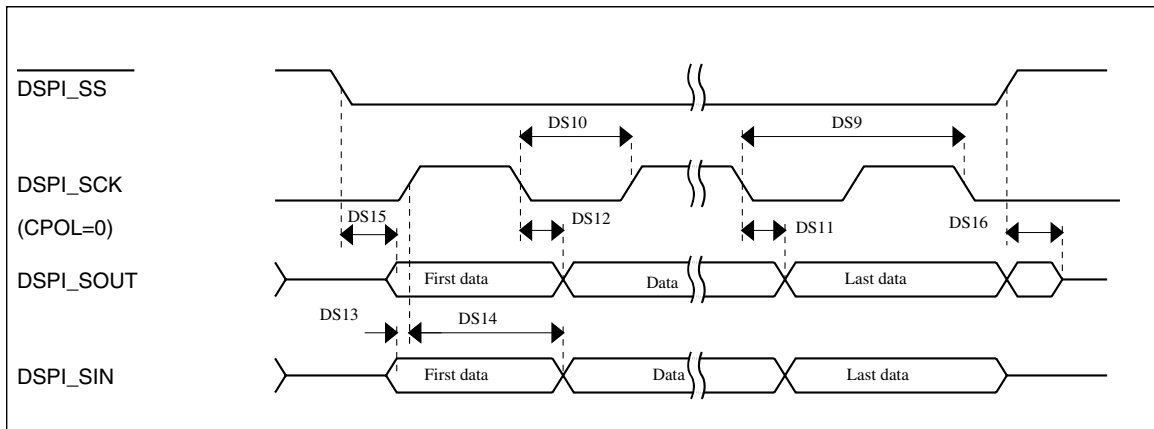 DSPI_SS
DS10
DS9
DSPI_SCK
(CPOL=0)
DS15
DS12
DS11
DS16
DSPI_SOUT
First data
Data
Last data
DS13
DS14
DSPI_SIN
First data
Data
Last data